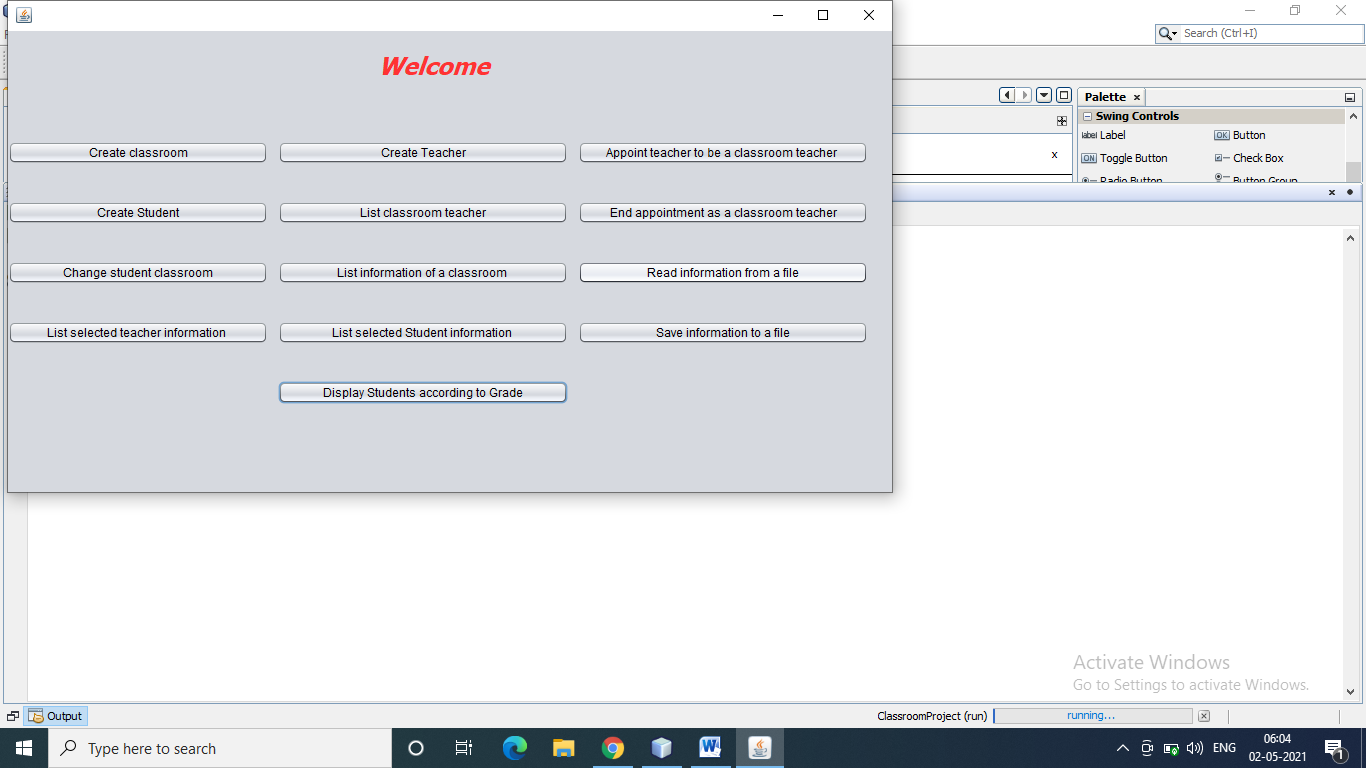 Welcome
Create classroom
Create Teacher
Appoint teacher to be a classroom teacher
Create Student
List classroom teacher
End appointment as a classroom teacher
Change student classroom
List information of a classroom
Read information from a file
List selected teacher information
List selected Student information
Save information to a file
Display Students according to Grade
Search (Ctrl+I)
Palette x
Swing Controls
label Label
OK Button
ON Toggle Button
Check Box
Radio Button
Button Group
Activate Windows
Go to Settings to activate Windows.
Output
ClassroomProject (run)
running...
Type here to search
ENG
06:04
02-05-2021
1